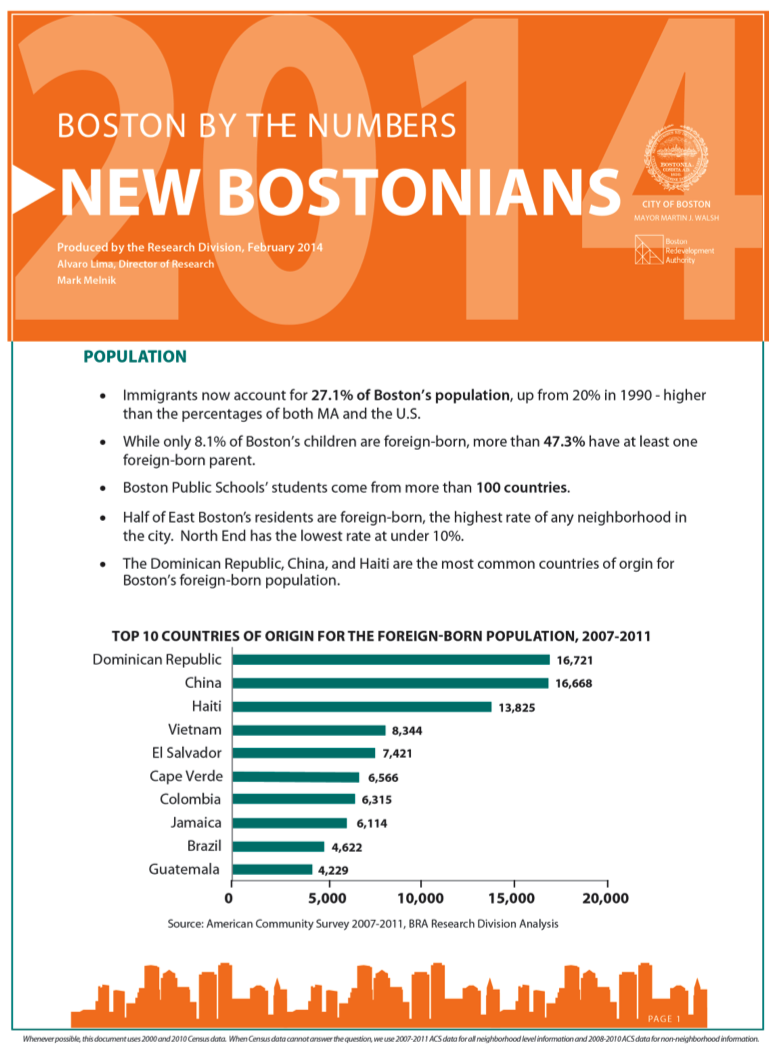 2014
BOSTON BY THE NUMBERS
NEW BOSTONIANS
CITY OF BOSTON
MAYOR MARTIN J. WALSH
Produced by the Research Division, February 2014
Alvaro Lima, Director of Research
Mark Melnik
Boston
Redevelopment
Authority
POPULATION
• Immigrants now account for 27.1% of Boston's population, up from 20% in 1990 - higher
than the percentages of both MA and the U.S.
• While only 8.1% of Boston's children are foreign-born, more than 47.3% have at least one
foreign-born parent.
• Boston Public Schools' students come from more than 100 countries.
• Half of East Boston's residents are foreign-born, the highest rate of any neighborhood in
the city. North End has the lowest rate at under 10%.
• The Dominican Republic, China, and Haiti are the most common countries of orgin for
Boston's foreign-born population.
TOP 10 COUNTRIES OF ORIGIN FOR THE FOREIGN-BORN POPULATION, 2007-2011
Dominican Republic 16,721
China 16,668
Haiti 13,825
Vietnam 8,344
El Salvador 7,421
Cape Verde 6,566
Colombia 6,315
Jamaica 6,114
Brazil 4,622
Guatemala 4,229
0 5,000 10,000 15,000 20,000
Source: American Community Survey 2007-2011, BRA Research Division Analysis
PAGE 1
Whenever possible, this document uses 2000 and 2010 Census data. When Census data cannot answer the question, we use 2007-2011 ACS data for all neighborhood level information and 2008-2010 ACS data for non-neighborhood information.